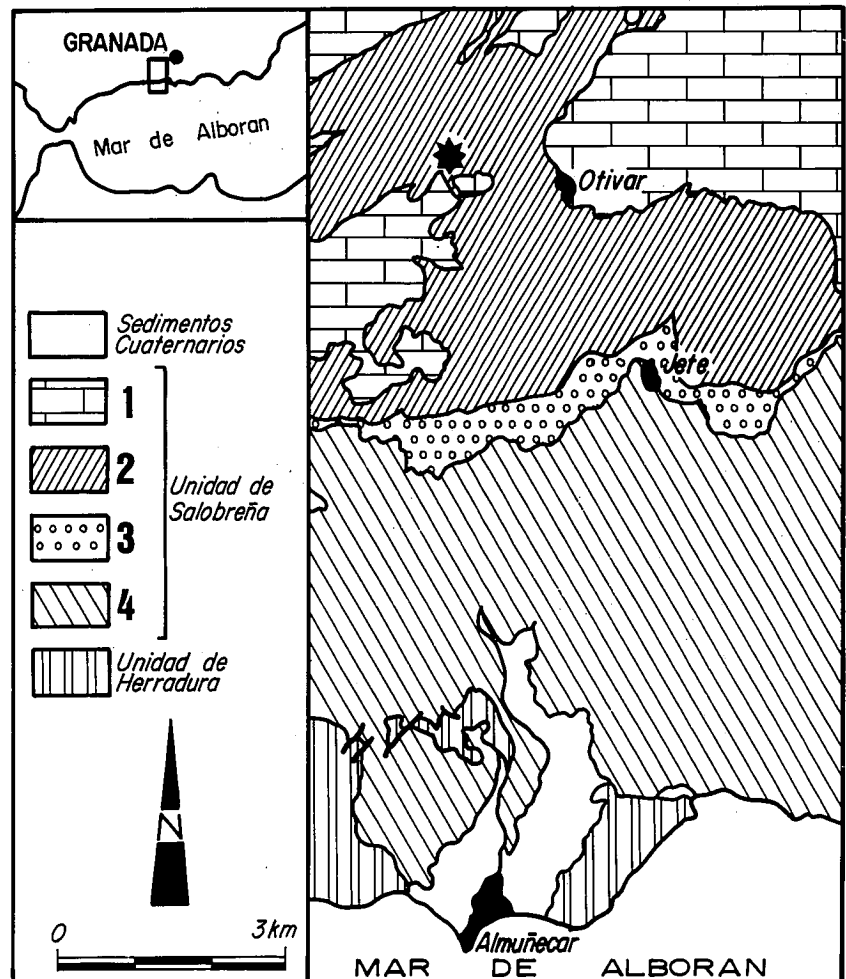 GRANADA
Mar de Alboran
Otivar
Jete
Sedimentos
Cuaternarios
1
2
3
4
Unidad de
Salobreña
Unidad de
Herradura
N
0 3km
Almuñecar
MAR DE ALBORAN